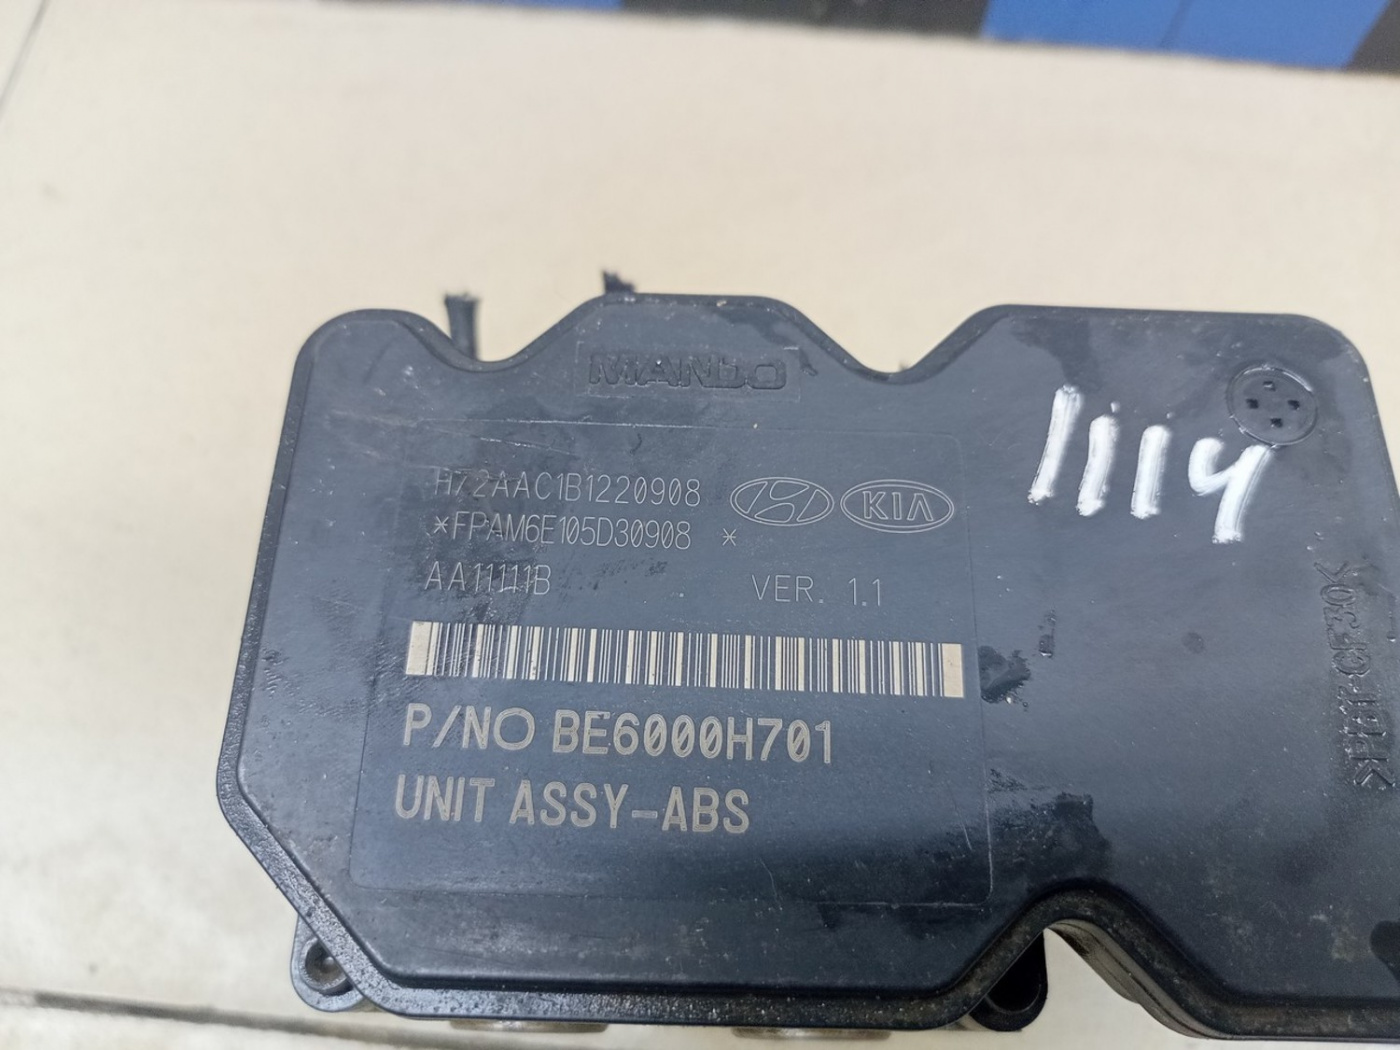 MANDO
H72AAC1B1220908
KIA
*FPAM6E105D30908 *
AA11111B VER. 1.1
P/NO BE6000H701
UNIT ASSY-ABS
1114